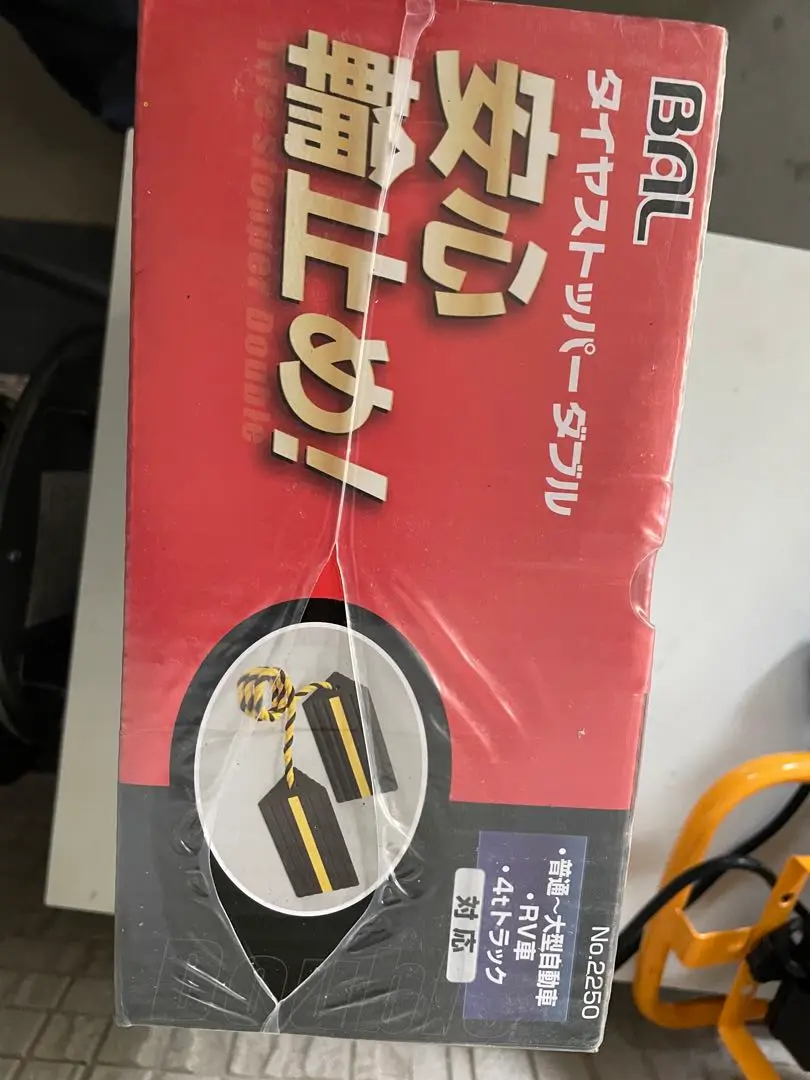 BAL
タイヤストッパー ダブル
安心
輪止め!
Tire stopper Double
No.2250
・普通～大型自動車
・RV車
・4tトラック
対応